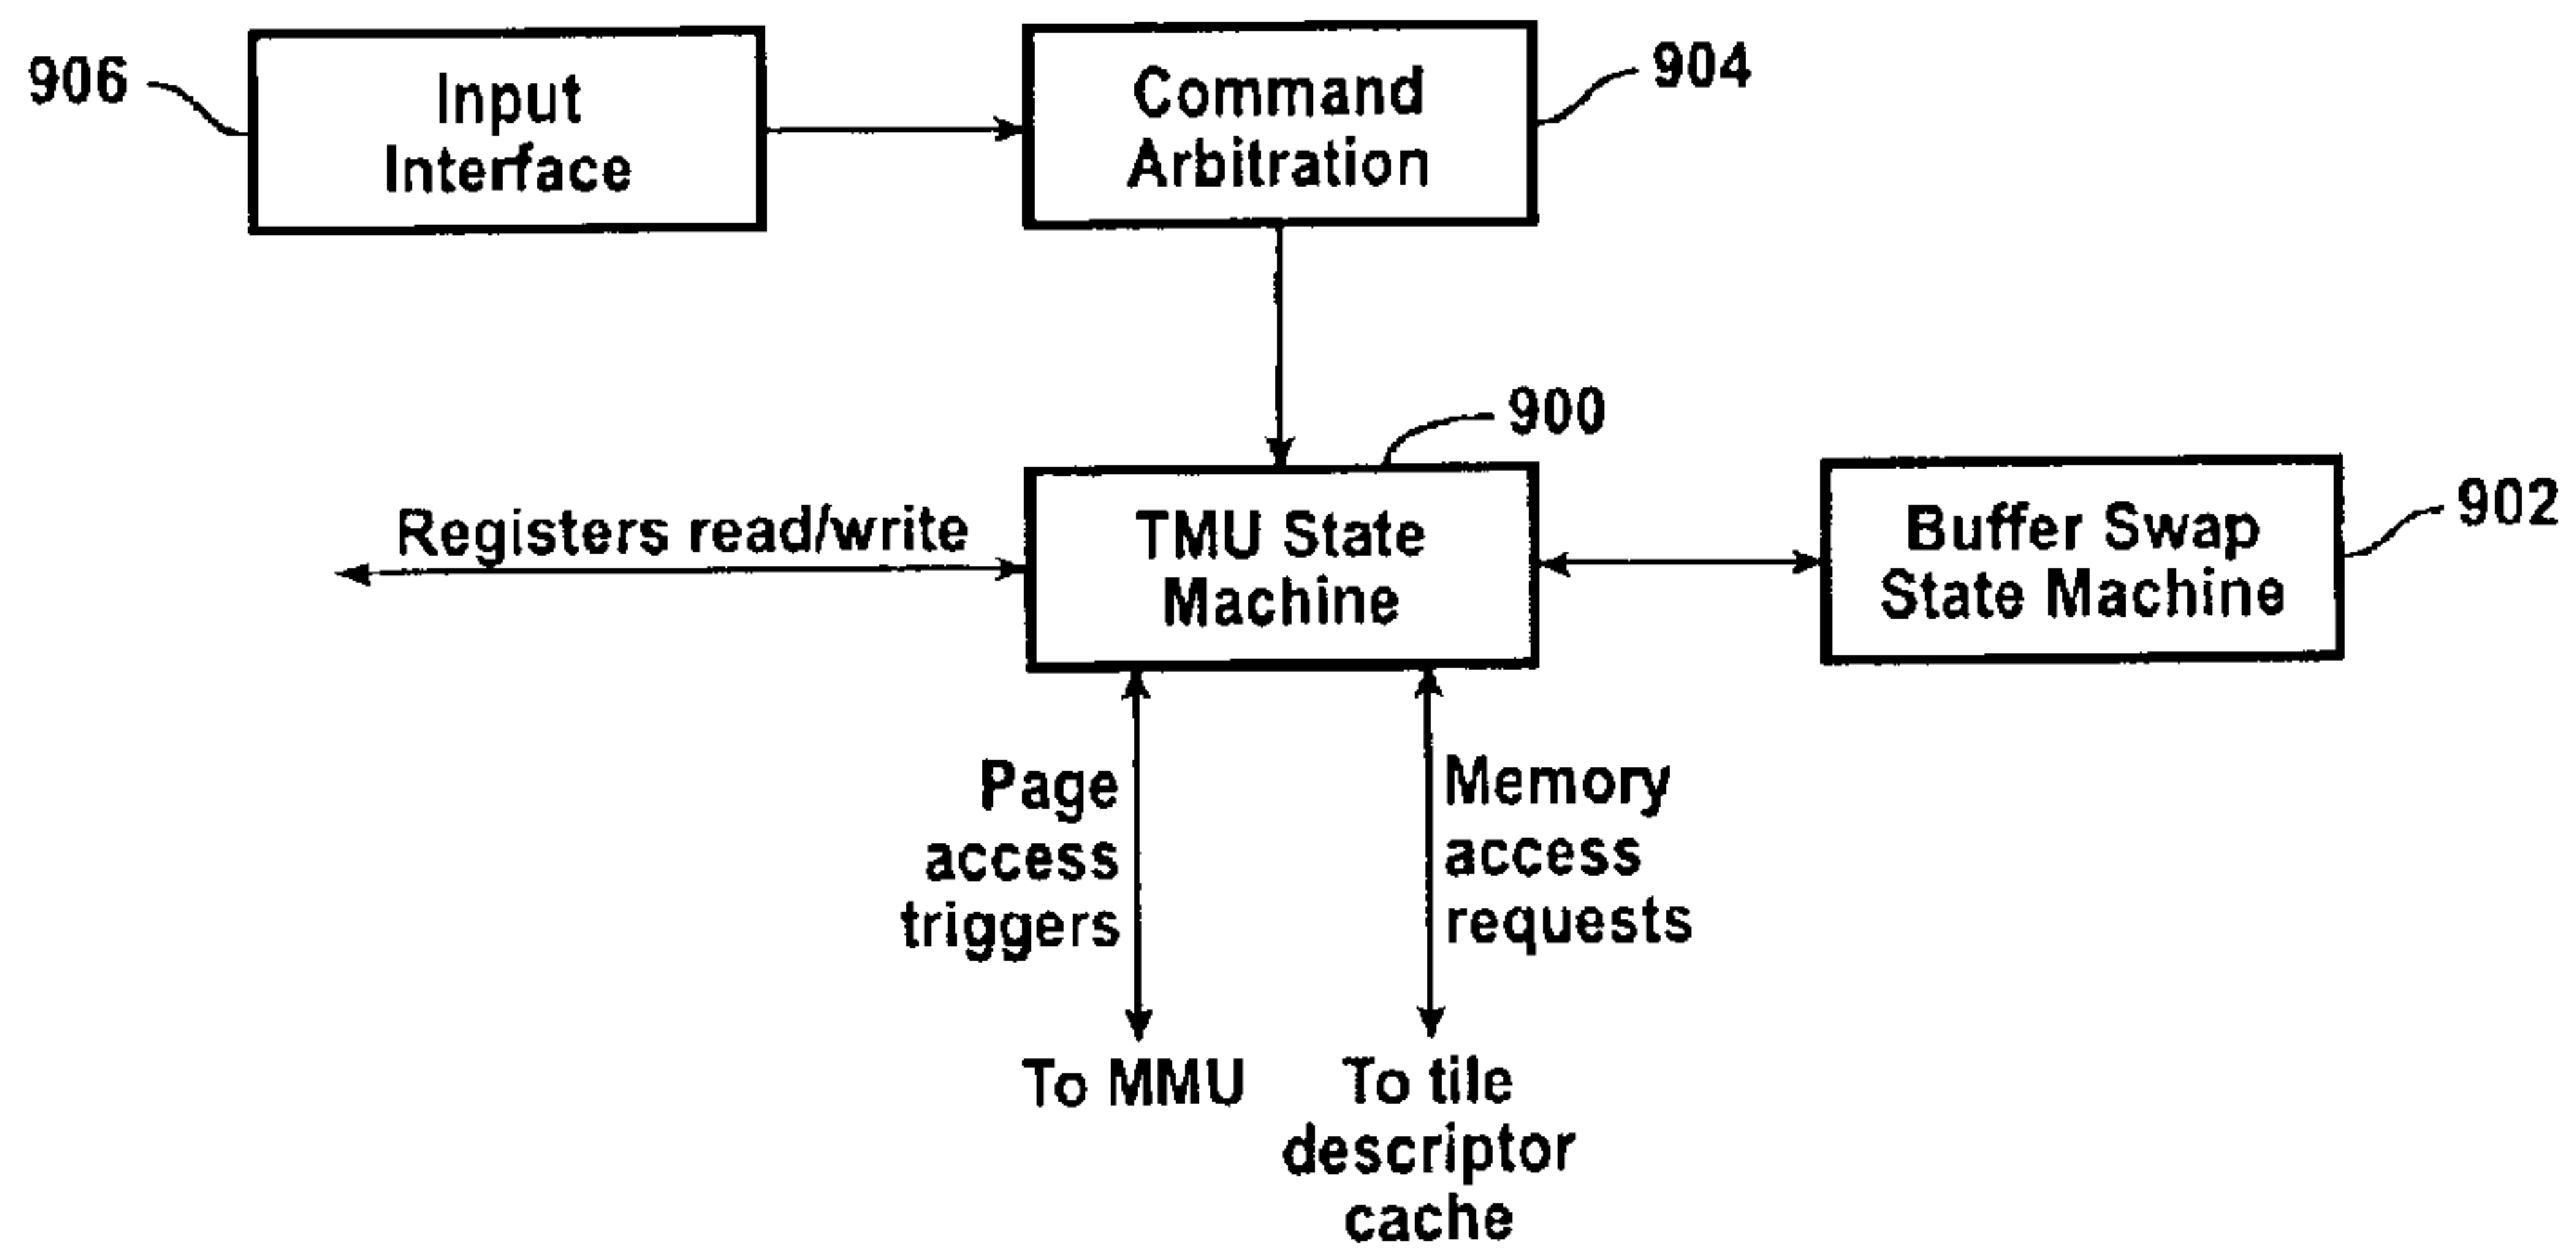 906
Input
Interface
Command
Arbitration
904
900
Registers read/write
TMU State
Machine
Buffer Swap
State Machine
902
Page
access
triggers
Memory
access
requests
To MMU
To tile
descriptor
cache